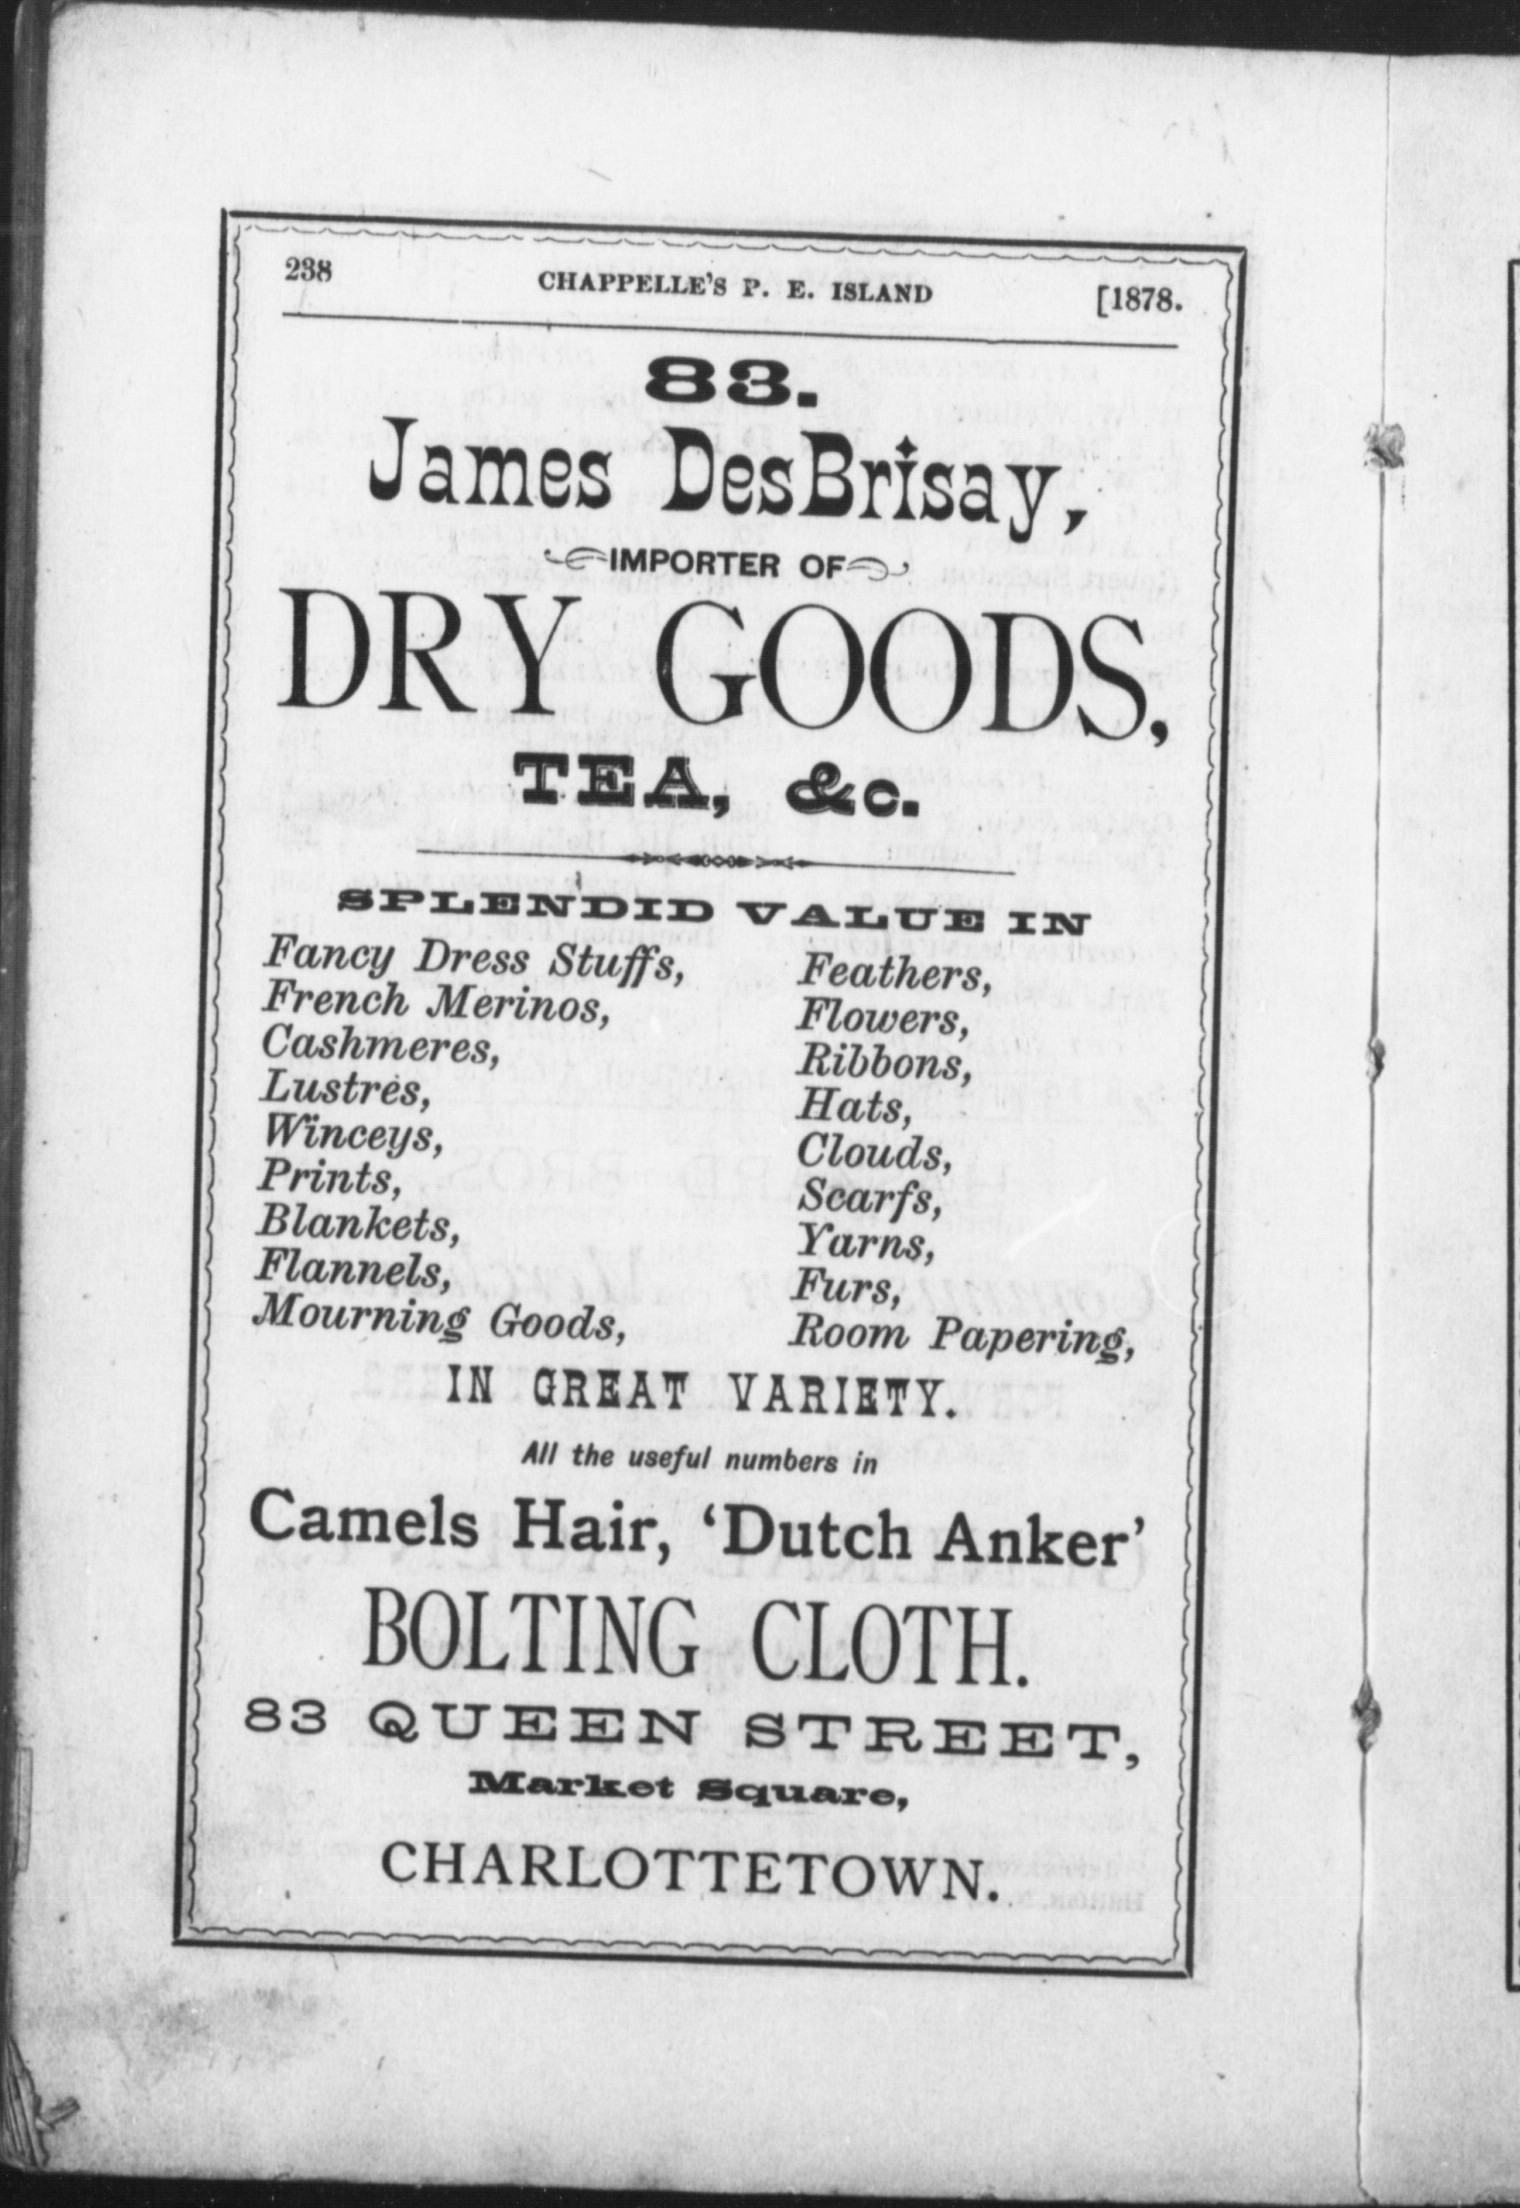 238 CHAPPELLE'S P. E. ISLAND [1878.
83.
James DesBrisay,
IMPORTER OF
DRY GOODS,
TEA, &c.
SPLENDID VALUE IN
Fancy Dress Stuffs,
French Merinos,
Cashmeres,
Lustres,
Winceys,
Prints,
Blankets,
Flannels,
Mourning Goods,
Feathers,
Flowers,
Ribbons,
Hats,
Clouds,
Scarfs,
Yarns,
Furs,
Room Papering,
IN GREAT VARIETY.
All the useful numbers in
Camels Hair, 'Dutch Anker'
BOLTING CLOTH.
83 QUEEN STREET,
Market Square,
CHARLOTTETOWN.